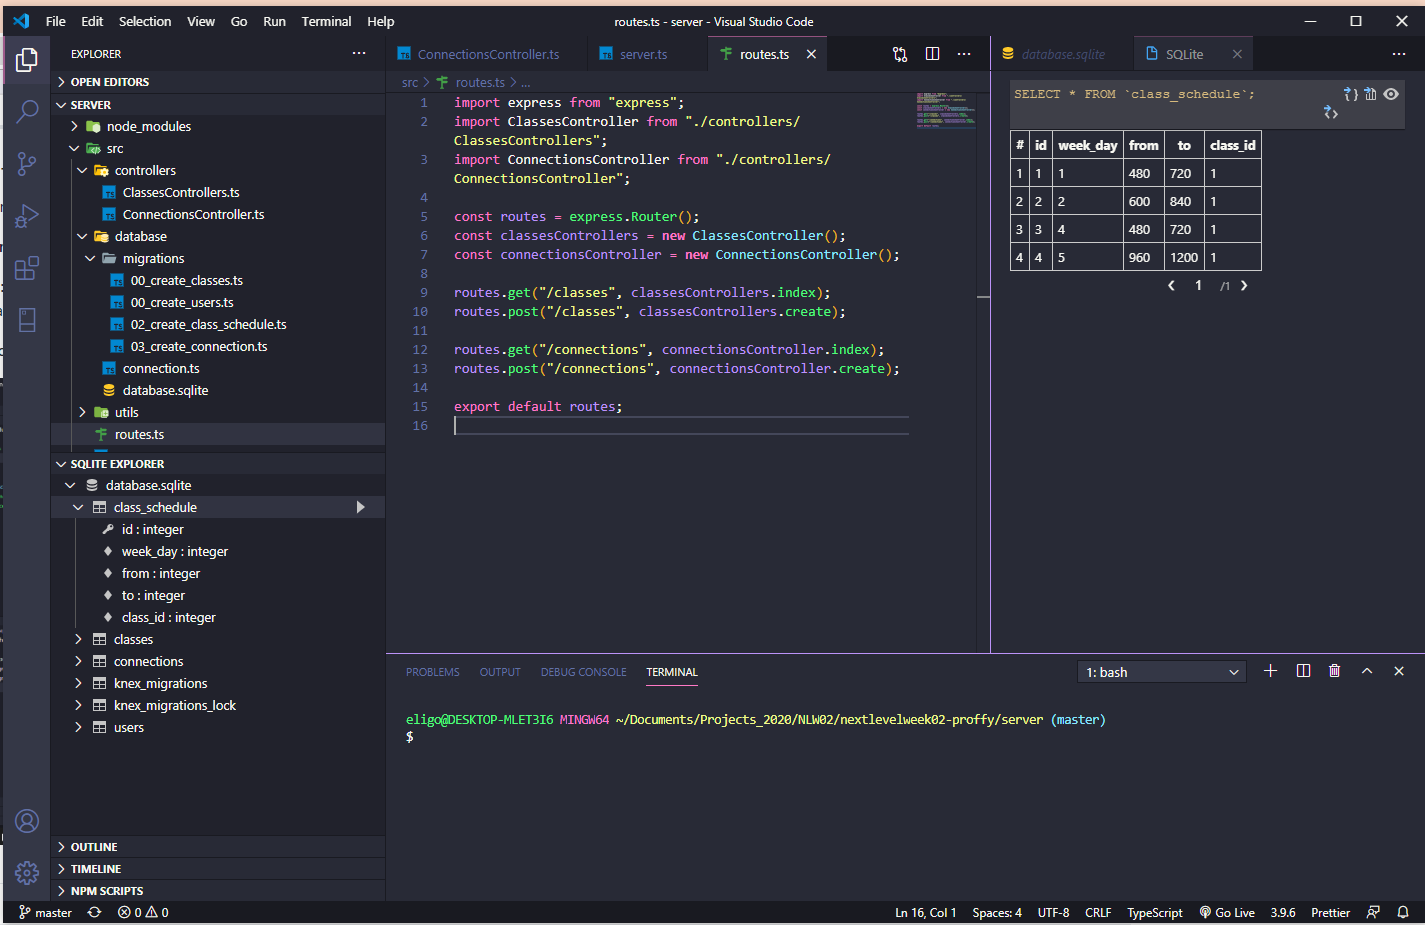 File Edit Selection View Go Run Terminal Help
routes.ts - server - Visual Studio Code
EXPLORER
OPEN EDITORS
SERVER
node_modules
src
controllers
ClassesControllers.ts
ConnectionsController.ts
database
migrations
00_create_classes.ts
00_create_users.ts
02_create_class_schedule.ts
03_create_connection.ts
connection.ts
database.sqlite
utils
routes.ts
SQLITE EXPLORER
database.sqlite
class_schedule
id : integer
week_day : integer
from : integer
to : integer
class_id : integer
classes
connections
knex_migrations
knex_migrations_lock
users
OUTLINE
TIMELINE
NPM SCRIPTS
ConnectionsController.ts server.ts routes.ts
src > routes.ts > ...
1 import express from "express";
2 import ClassesController from "./controllers/
ClassesControllers";
3 import ConnectionsController from "./controllers/
ConnectionsController";
4
5 const routes = express.Router();
6 const classesControllers = new ClassesController();
7 const connectionsController = new ConnectionsController();
8
9 routes.get("/classes", classesControllers.index);
10 routes.post("/classes", classesControllers.create);
11
12 routes.get("/connections", connectionsController.index);
13 routes.post("/connections", connectionsController.create);
14
15 export default routes;
16
database.sqlite SQLite
SELECT * FROM `class_schedule`;
# id week_day from to class_id
1 1 1 480 720 1
2 2 2 600 840 1
3 3 4 480 720 1
4 4 5 960 1200 1
1 /1
PROBLEMS OUTPUT DEBUG CONSOLE TERMINAL
1: bash
eligo@DESKTOP-MLET3I6 MINGW64 ~/Documents/Projects_2020/NLW02/nextlevelweek02-proffy/server (master)
$
master 0 0
Ln 16, Col 1 Spaces: 4 UTF-8 CRLF TypeScript Go Live 3.9.6 Prettier